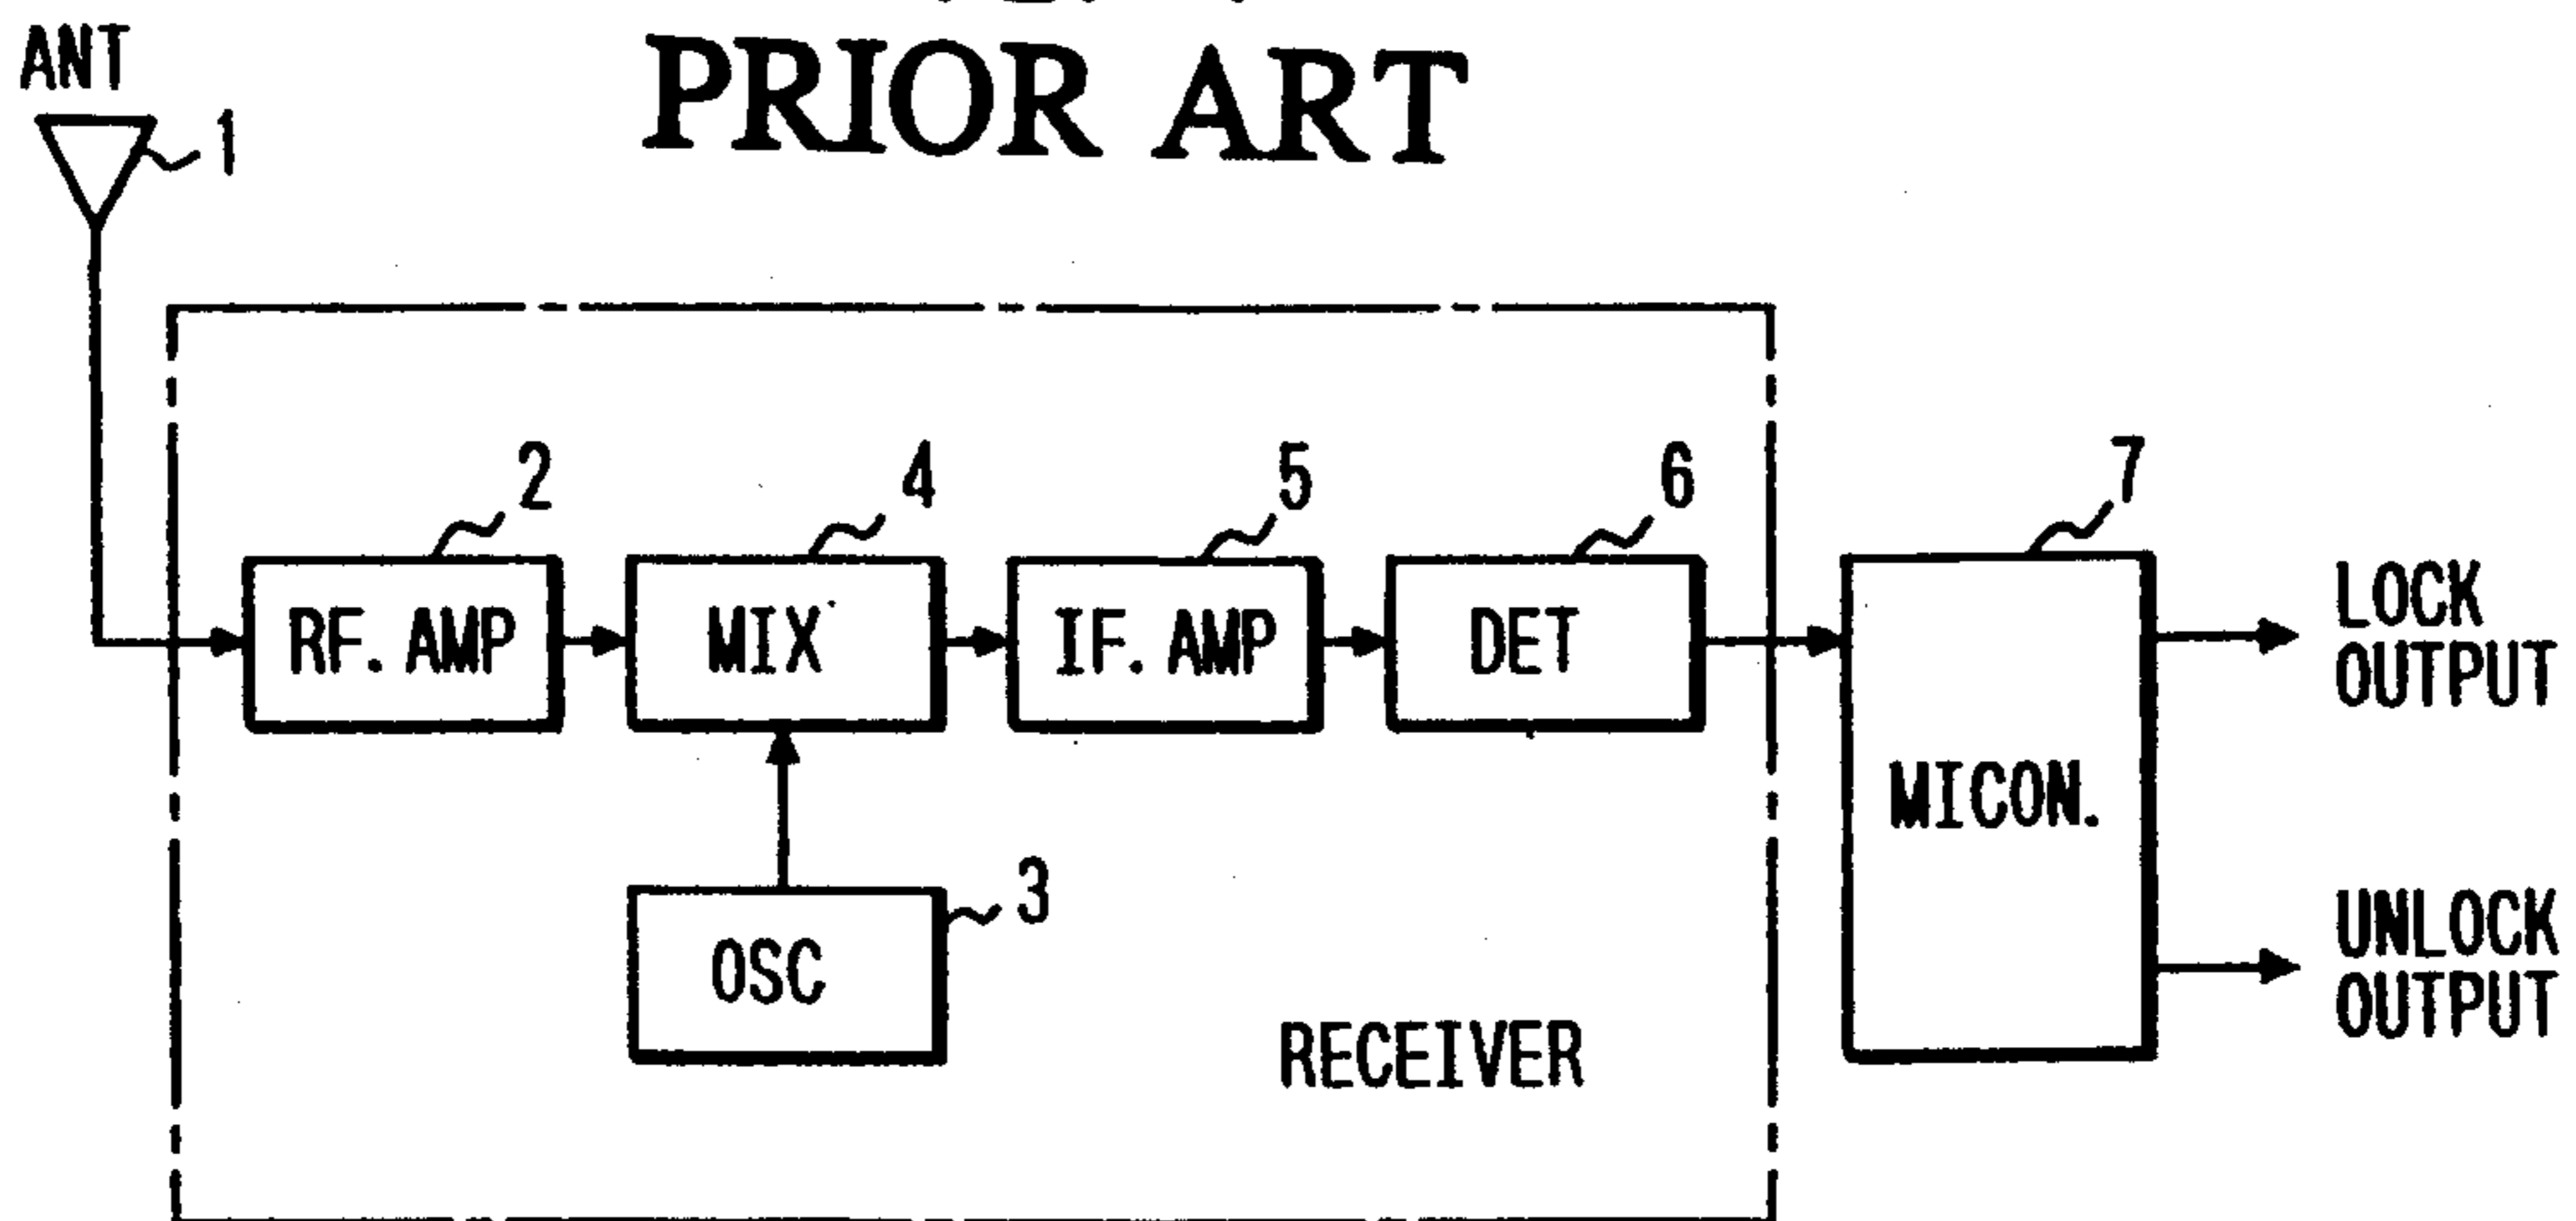 PRIOR ART
ANT
1
2
4
5
6
7
RF. AMP
MIX
IF. AMP
DET
MICON.
LOCK
OUTPUT
OSC
3
UNLOCK
OUTPUT
RECEIVER